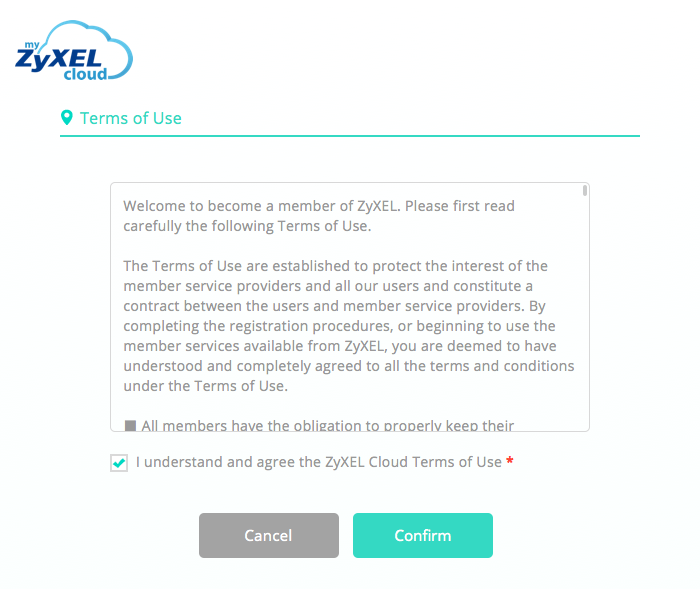 my
ZyXEL
cloud
Terms of Use
Welcome to become a member of ZyXEL. Please first read
carefully the following Terms of Use.
The Terms of Use are established to protect the interest of the
member service providers and all our users and constitute a
contract between the users and member service providers. By
completing the registration procedures, or beginning to use the
member services available from ZyXEL, you are deemed to have
understood and completely agreed to all the terms and conditions
under the Terms of Use.
■ All members have the obligation to properly keep their
I understand and agree the ZyXEL Cloud Terms of Use *
Cancel
Confirm